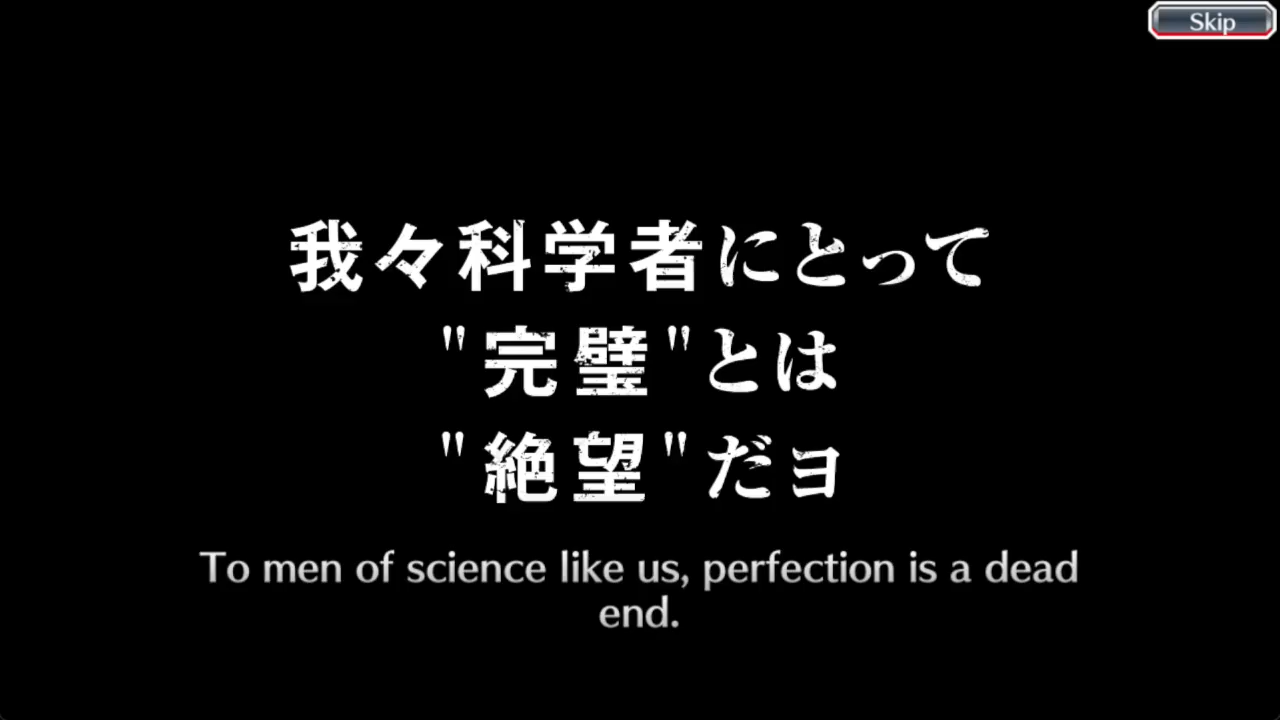 Skip
我々科学者にとって
"完璧"とは
"絶望"だヨ
To men of science like us, perfection is a dead
end.